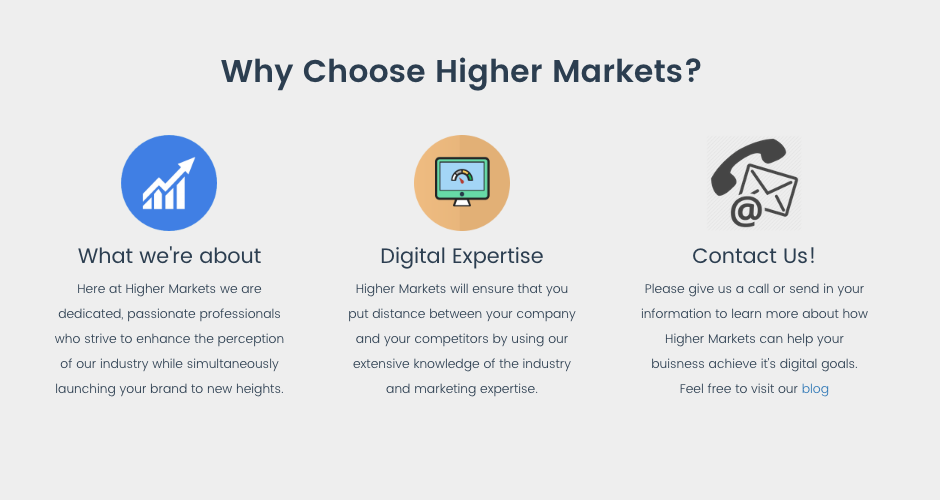 Why Choose Higher Markets?
What we're about
Here at Higher Markets we are
dedicated, passionate professionals
who strive to enhance the perception
of our industry while simultaneously
launching your brand to new heights.
Digital Expertise
Higher Markets will ensure that you
put distance between your company
and your competitors by using our
extensive knowledge of the industry
and marketing expertise.
@
Contact Us!
Please give us a call or send in your
information to learn more about how
Higher Markets can help your
buisness achieve it's digital goals.
Feel free to visit our blog